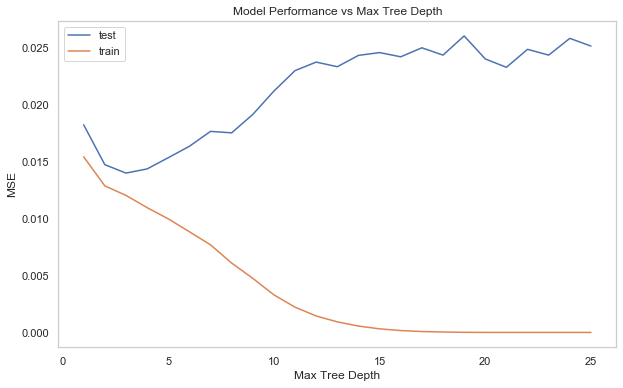 Model Performance vs Max Tree Depth
test
train
MSE
0.025
0.020
0.015
0.010
0.005
0.000
0 5 10 15 20 25
Max Tree Depth